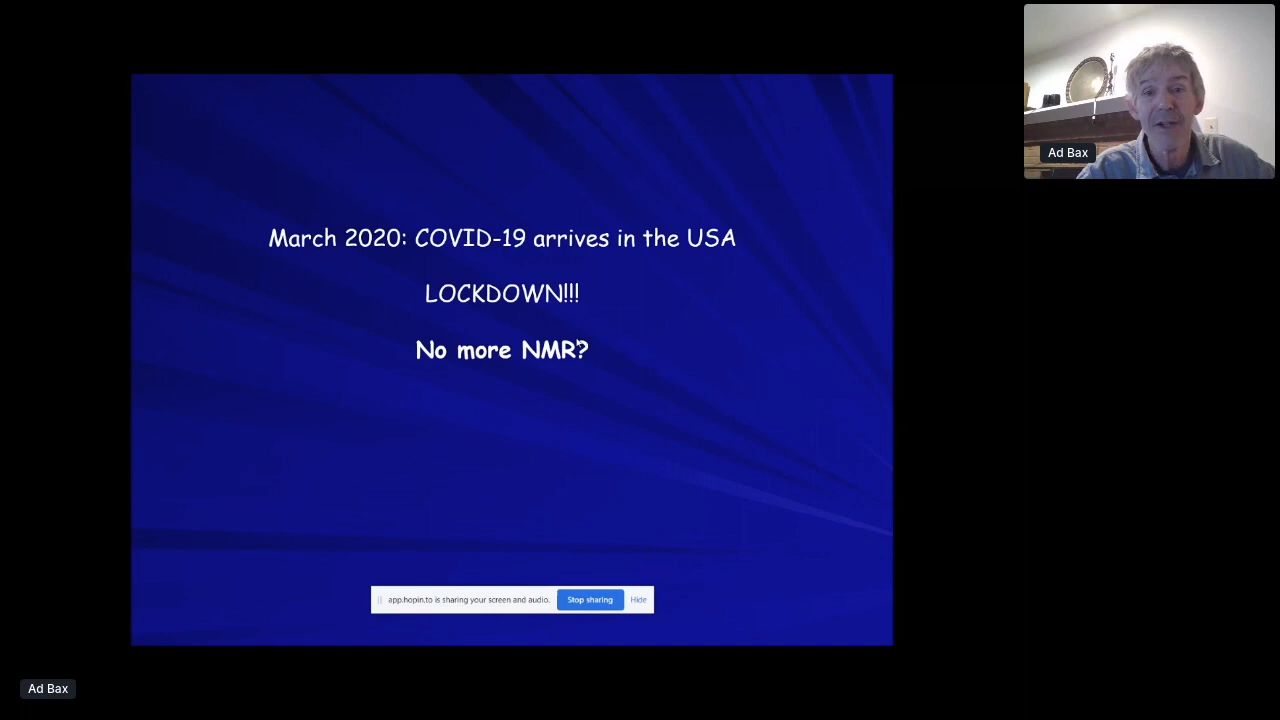 Ad Bax
March 2020: COVID-19 arrives in the USA
LOCKDOWN!!!
No more NMR?
app.hopin.to is sharing your screen and audio. Stop sharing Hide
Ad Bax